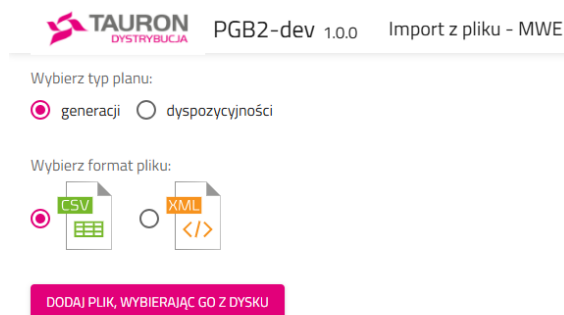 TAURON
DYSTRYBUCJA
PGB2-dev 1.0.0 Import z pliku - MWE
Wybierz typ planu:
generacji dyspozycyjności
Wybierz format pliku:
CSV XML
</>
DODAJ PLIK, WYBIERAJĄC GO Z DYSKU